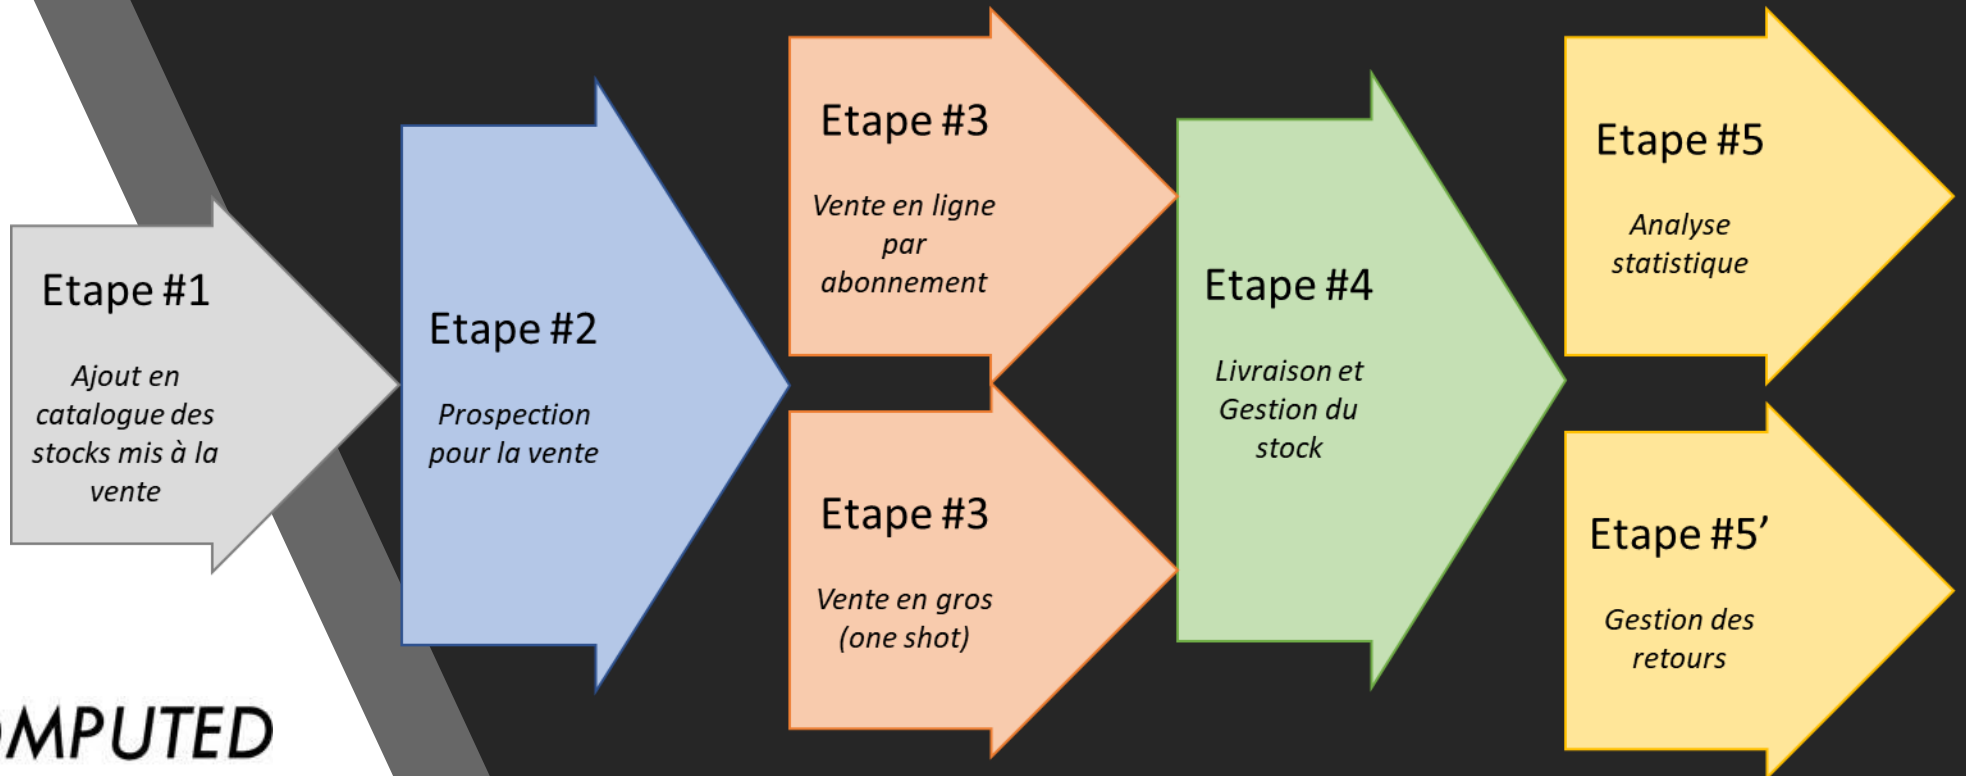 Etape #1
Ajout en
catalogue des
stocks mis à la
vente
Etape #2
Prospection
pour la vente
Etape #3
Vente en ligne
par
abonnement
Etape #3
Vente en gros
(one shot)
Etape #4
Livraison et
Gestion du
stock
Etape #5
Analyse
statistique
Etape #5’
Gestion des
retours
OMPUTED